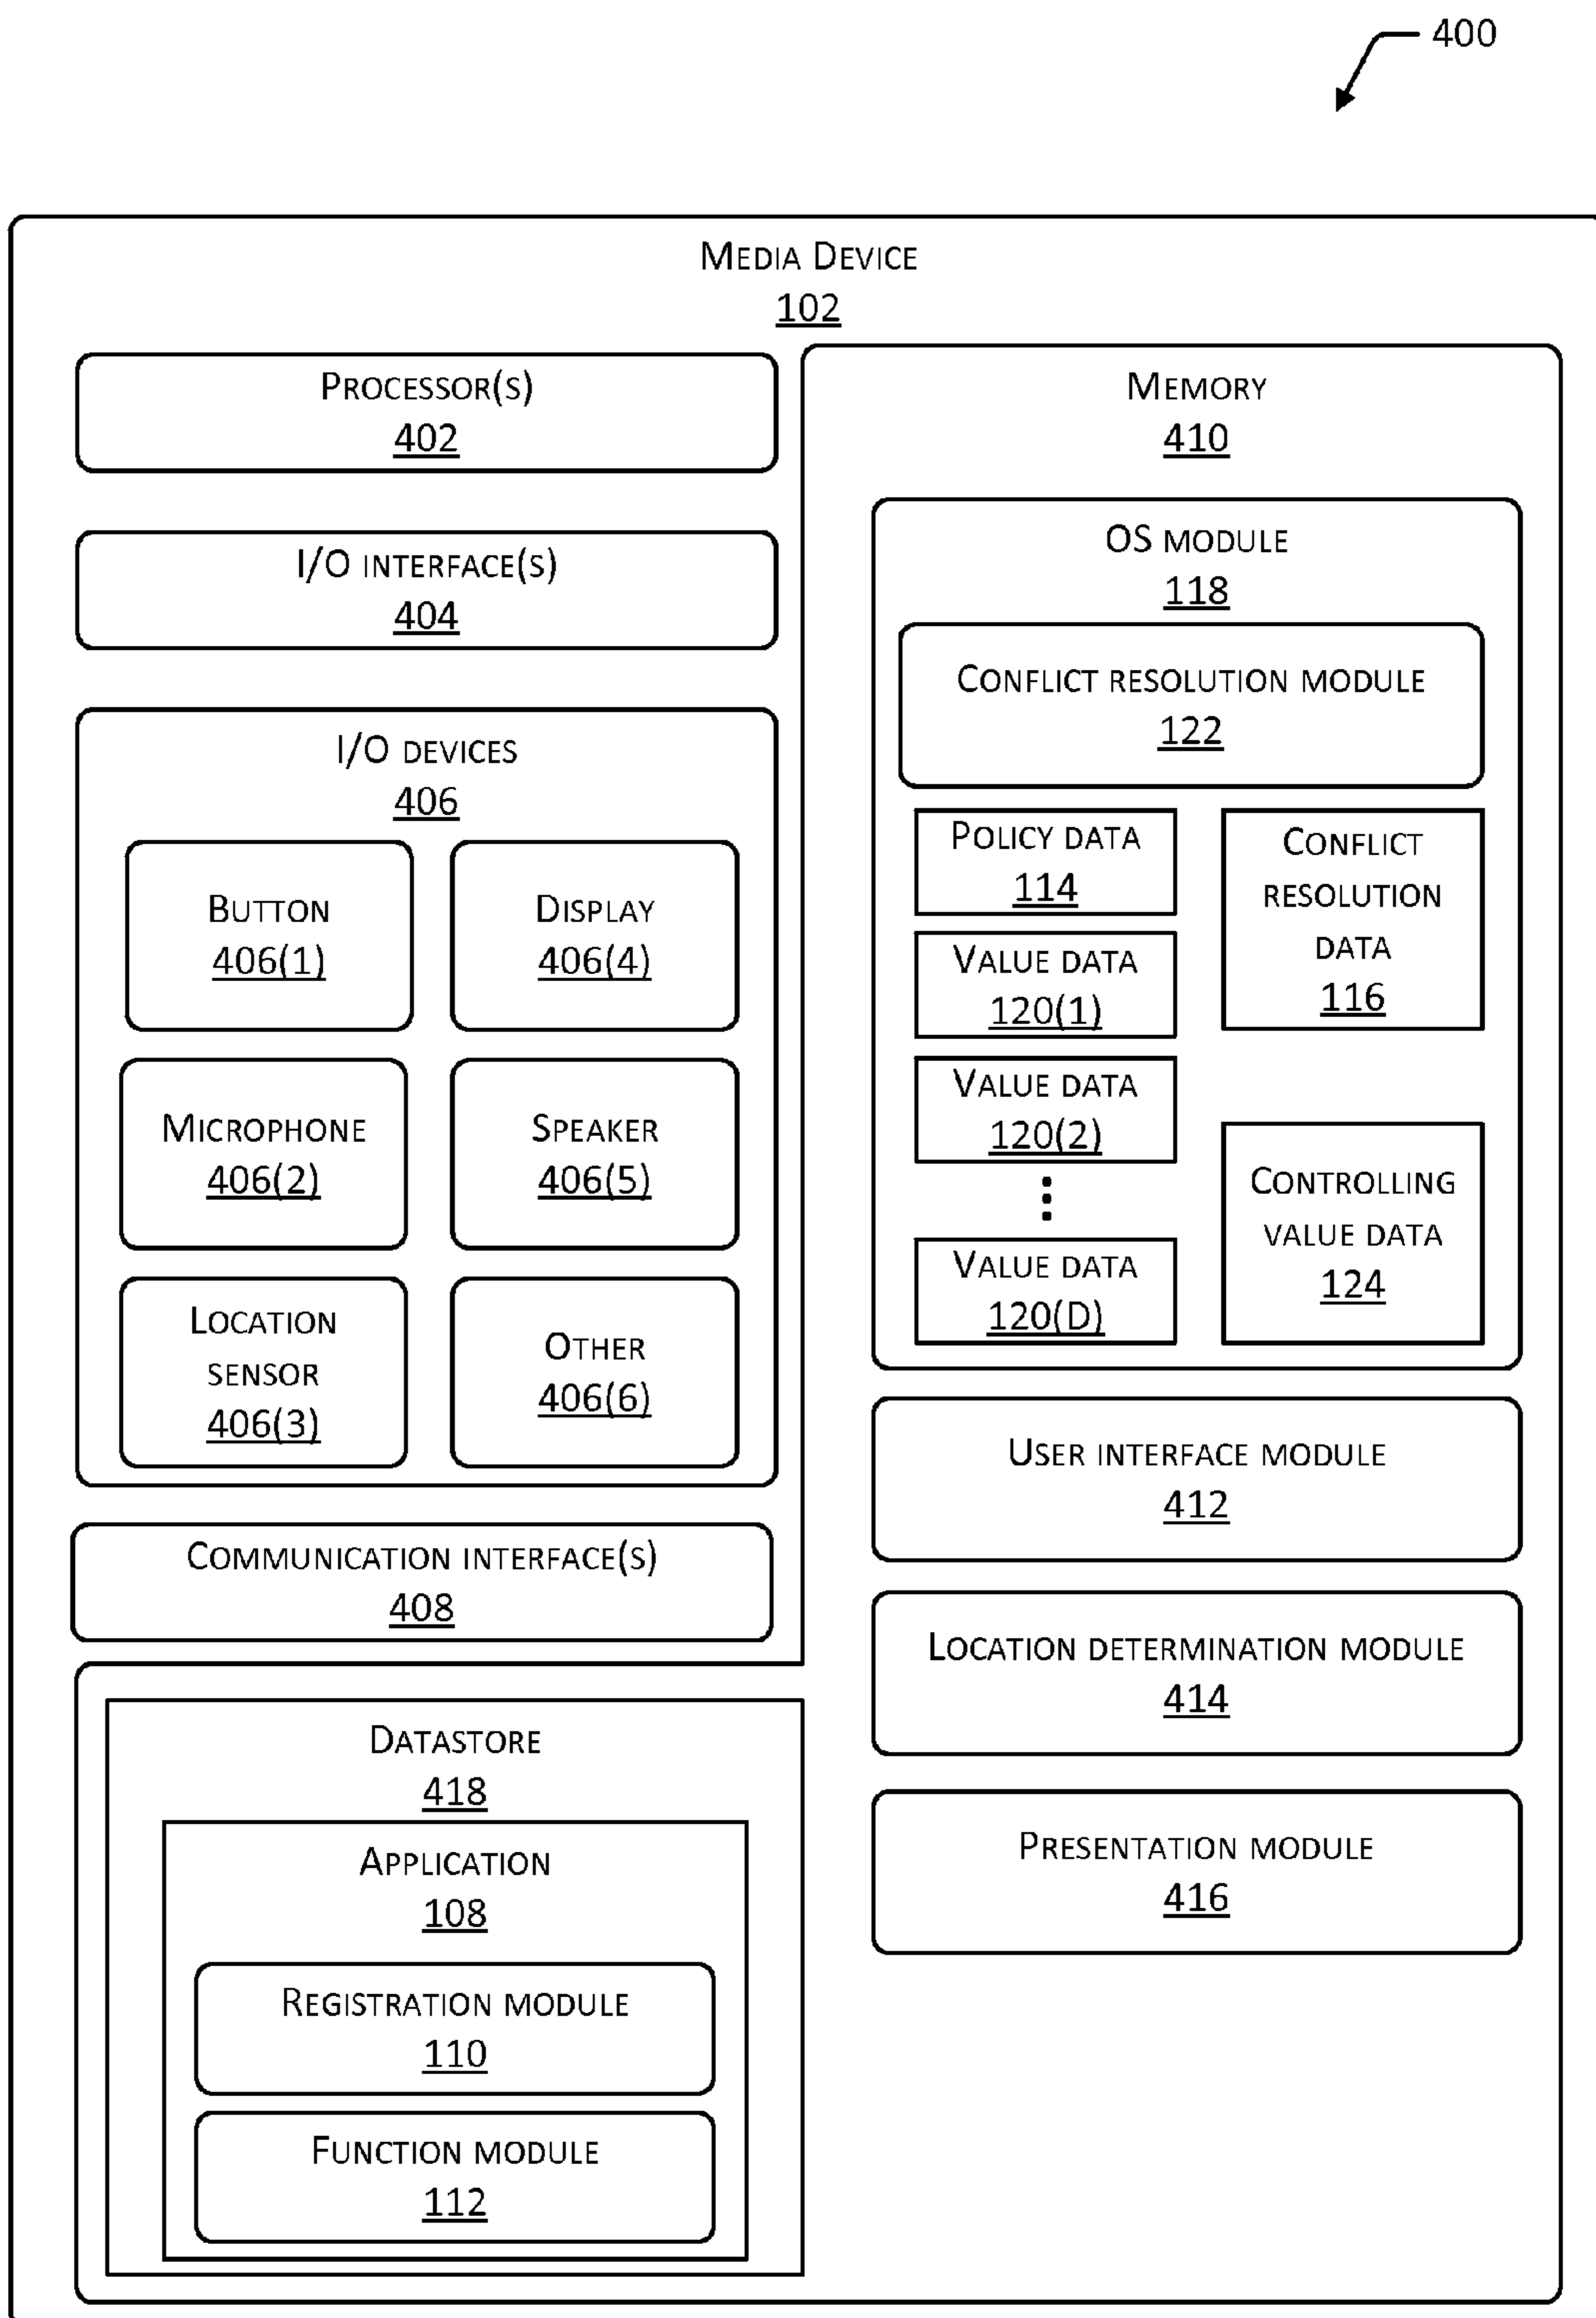 400
MEDIA DEVICE
102
PROCESSOR(S)
402
I/O INTERFACE(S)
404
I/O DEVICES
406
BUTTON
406(1)
DISPLAY
406(4)
MICROPHONE
406(2)
SPEAKER
406(5)
LOCATION
SENSOR
406(3)
OTHER
406(6)
COMMUNICATION INTERFACE(S)
408
DATASTORE
418
APPLICATION
108
REGISTRATION MODULE
110
FUNCTION MODULE
112
MEMORY
410
OS MODULE
118
CONFLICT RESOLUTION MODULE
122
POLICY DATA
114
VALUE DATA
120(1)
VALUE DATA
120(2)
VALUE DATA
120(D)
CONFLICT
RESOLUTION
DATA
116
CONTROLLING
VALUE DATA
124
USER INTERFACE MODULE
412
LOCATION DETERMINATION MODULE
414
PRESENTATION MODULE
416